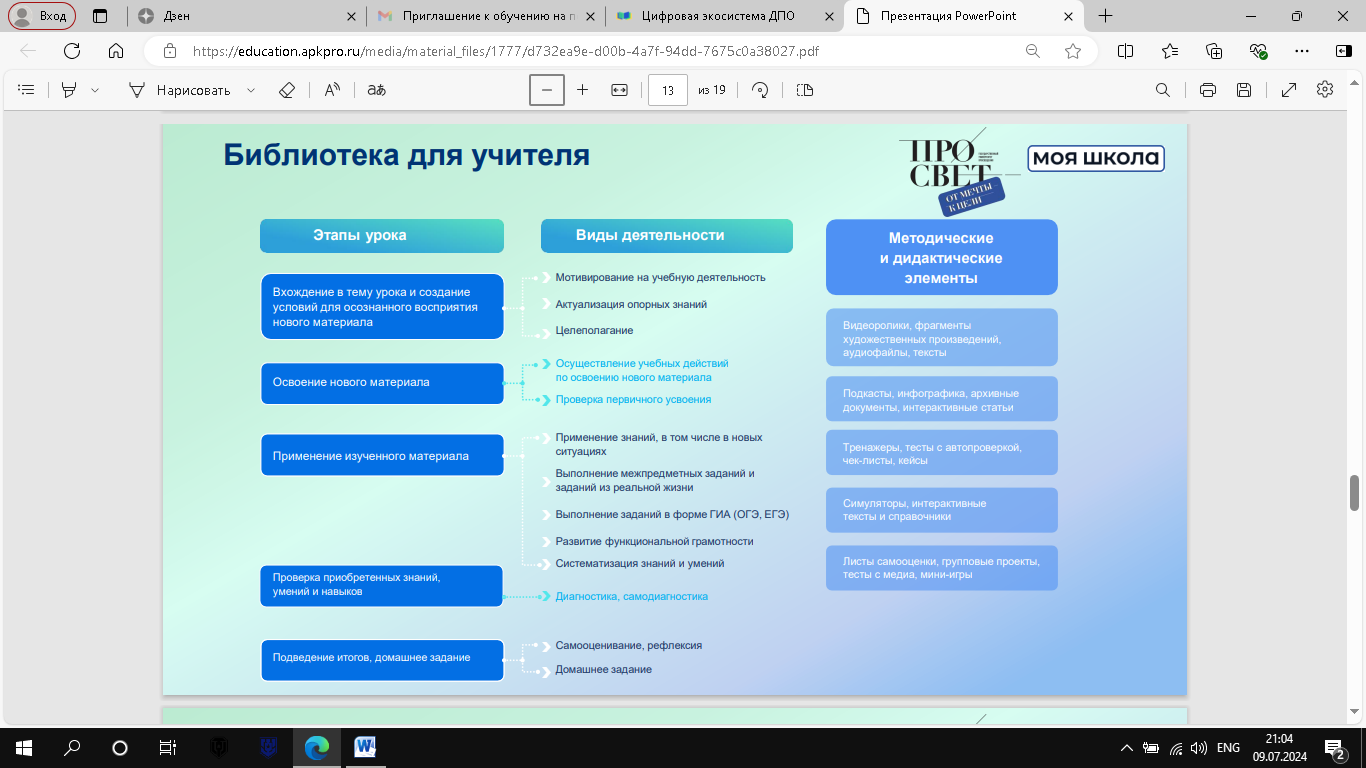 Вход
Дзен
Приглашение к обучению на п
Цифровая экосистема ДПО
Презентация PowerPoint
https://education.apkpro.ru/media/material_files/1777/d732ea9e-d00b-4a7f-94dd-7675c0a38027.pdf
Нарисовать
аあ
13
из 19
Библиотека для учителя
ПРО
СВЕТ
ОТ МЕЧТЫ
К ЦЕЛИ
МОЯ ШКОЛА
Этапы урока
Вхождение в тему урока и создание
условий для осознанного восприятия
нового материала
Освоение нового материала
Применение изученного материала
Проверка приобретенных знаний,
умений и навыков
Подведение итогов, домашнее задание
Виды деятельности
Мотивирование на учебную деятельность
Актуализация опорных знаний
Целеполагание
Осуществление учебных действий
по освоению нового материала
Проверка первичного усвоения
Применение знаний, в том числе в новых
ситуациях
Выполнение межпредметных заданий и
заданий из реальной жизни
Выполнение заданий в форме ГИА (ОГЭ, ЕГЭ)
Развитие функциональной грамотности
Систематизация знаний и умений
Диагностика, самодиагностика
Самооценивание, рефлексия
Домашнее задание
Методические
и дидактические
элементы
Видеоролики, фрагменты
художественных произведений,
аудиофайлы, тексты
Подкасты, инфографика, архивные
документы, интерактивные статьи
Тренажеры, тесты с автопроверкой,
чек-листы, кейсы
Симуляторы, интерактивные
тексты и справочники
Листы самооценки, групповые проекты,
тесты с медиа, мини-игры
ENG
21:04
09.07.2024
2